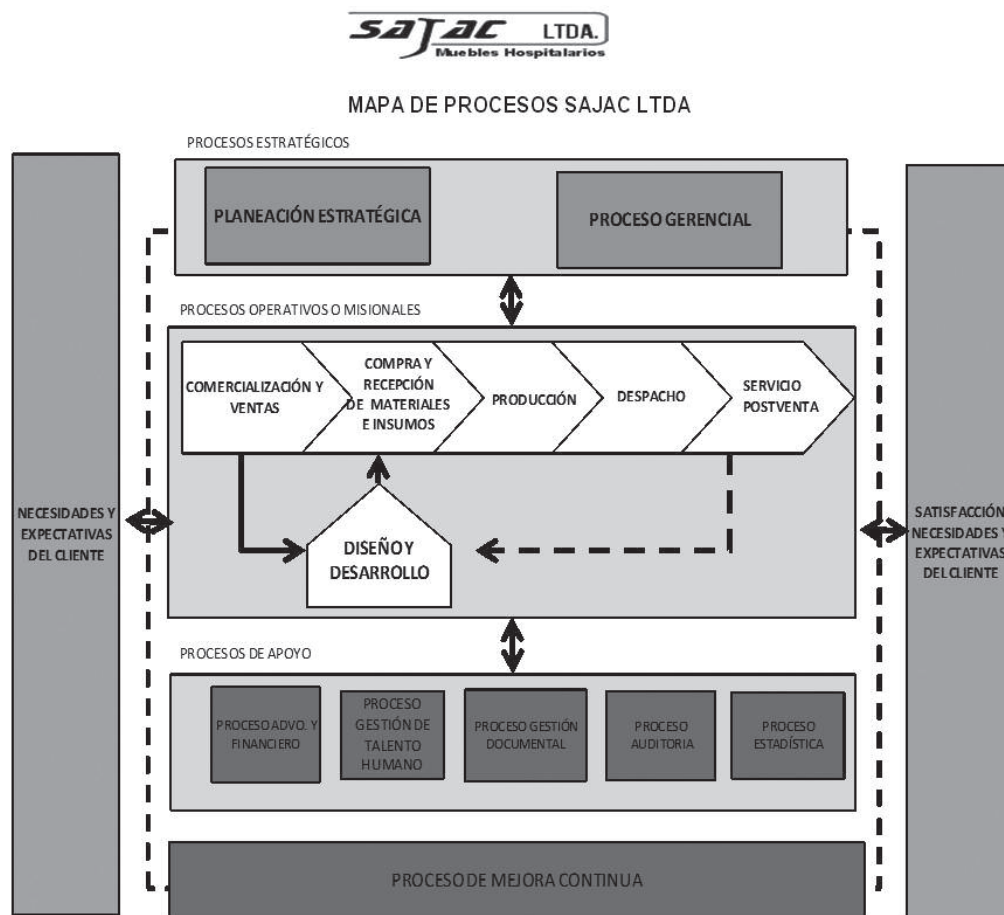 SAJAC LTDA.
Muebles Hospitalarios
MAPA DE PROCESOS SAJAC LTDA
PROCESOS ESTRATÉGICOS
PLANEACIÓN ESTRATÉGICA
PROCESO GERENCIAL
PROCESOS OPERATIVOS O MISIONALES
COMERCIALIZACIÓN Y
VENTAS
COMPRA Y
RECEPCIÓN
DE MATERIALES
E INSUMOS
PRODUCCIÓN
DESPACHO
SERVICIO
POSTVENTA
NECESIDADES Y
EXPECTATIVAS
DEL CLIENTE
DISEÑO Y
DESARROLLO
SATISFACCIÓN
NECESIDADES Y
EXPECTATIVAS
DEL CLIENTE
PROCESOS DE APOYO
PROCESO ADVO. Y
FINANCIERO
PROCESO
GESTIÓN DE
TALENTO
HUMANO
PROCESO GESTIÓN
DOCUMENTAL
PROCESO
AUDITORIA
PROCESO
ESTADÍSTICA
PROCESO DE MEJORA CONTINUA